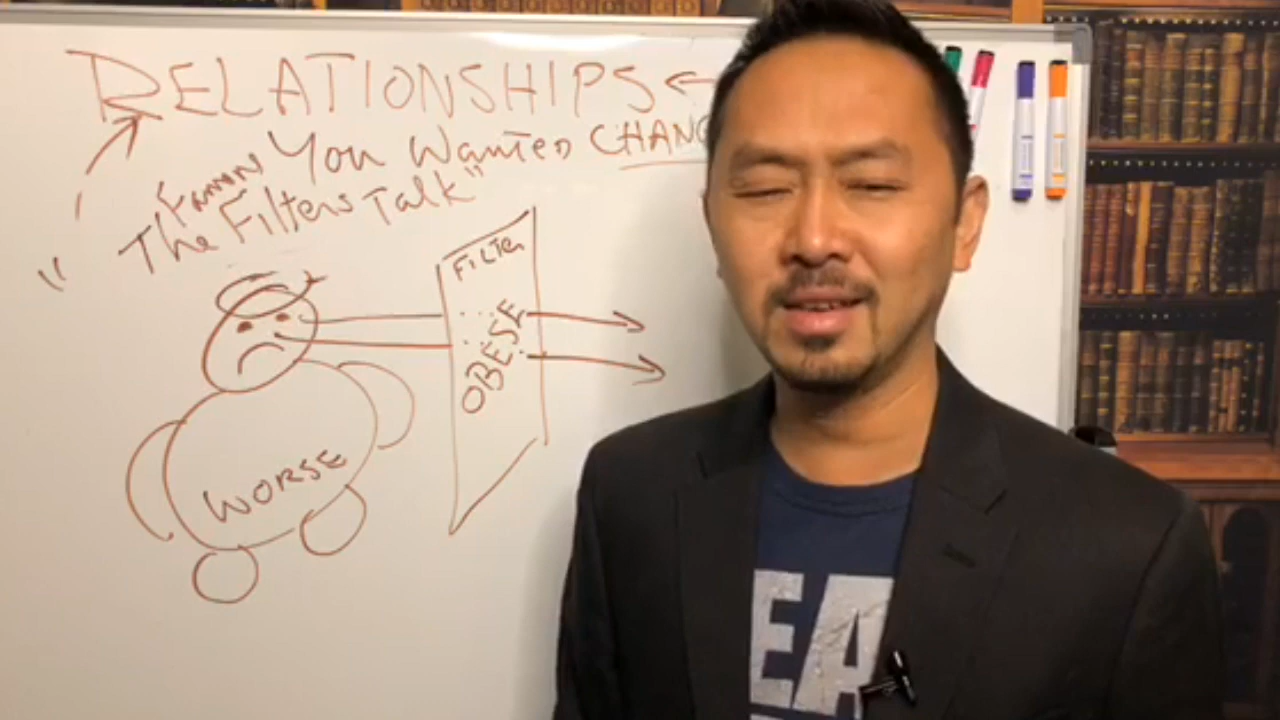 RELATIONSHIPS ←
You Wanted CHANG
"The Filters Talk"
FILTER
OBESE
WORSE
EA